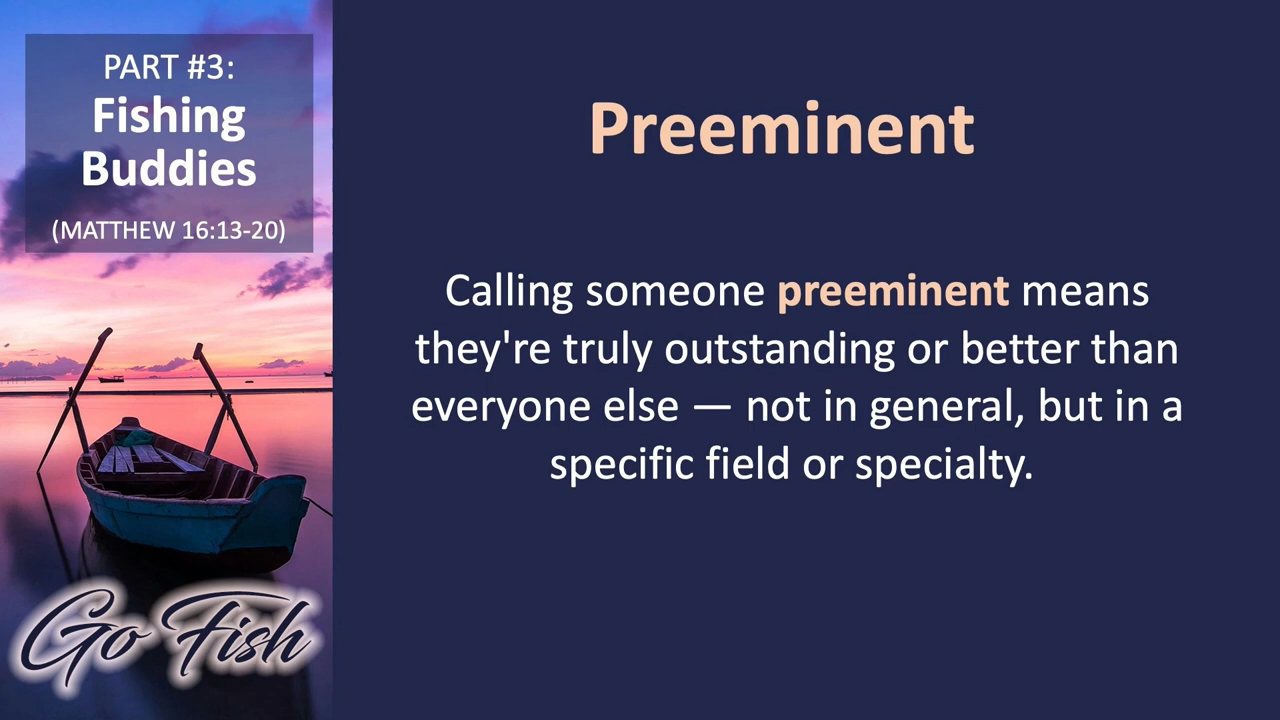 PART #3:
Fishing
Buddies
(MATTHEW 16:13-20)
Go Fish
Preeminent
Calling someone preeminent means
they're truly outstanding or better than
everyone else — not in general, but in a
specific field or specialty.